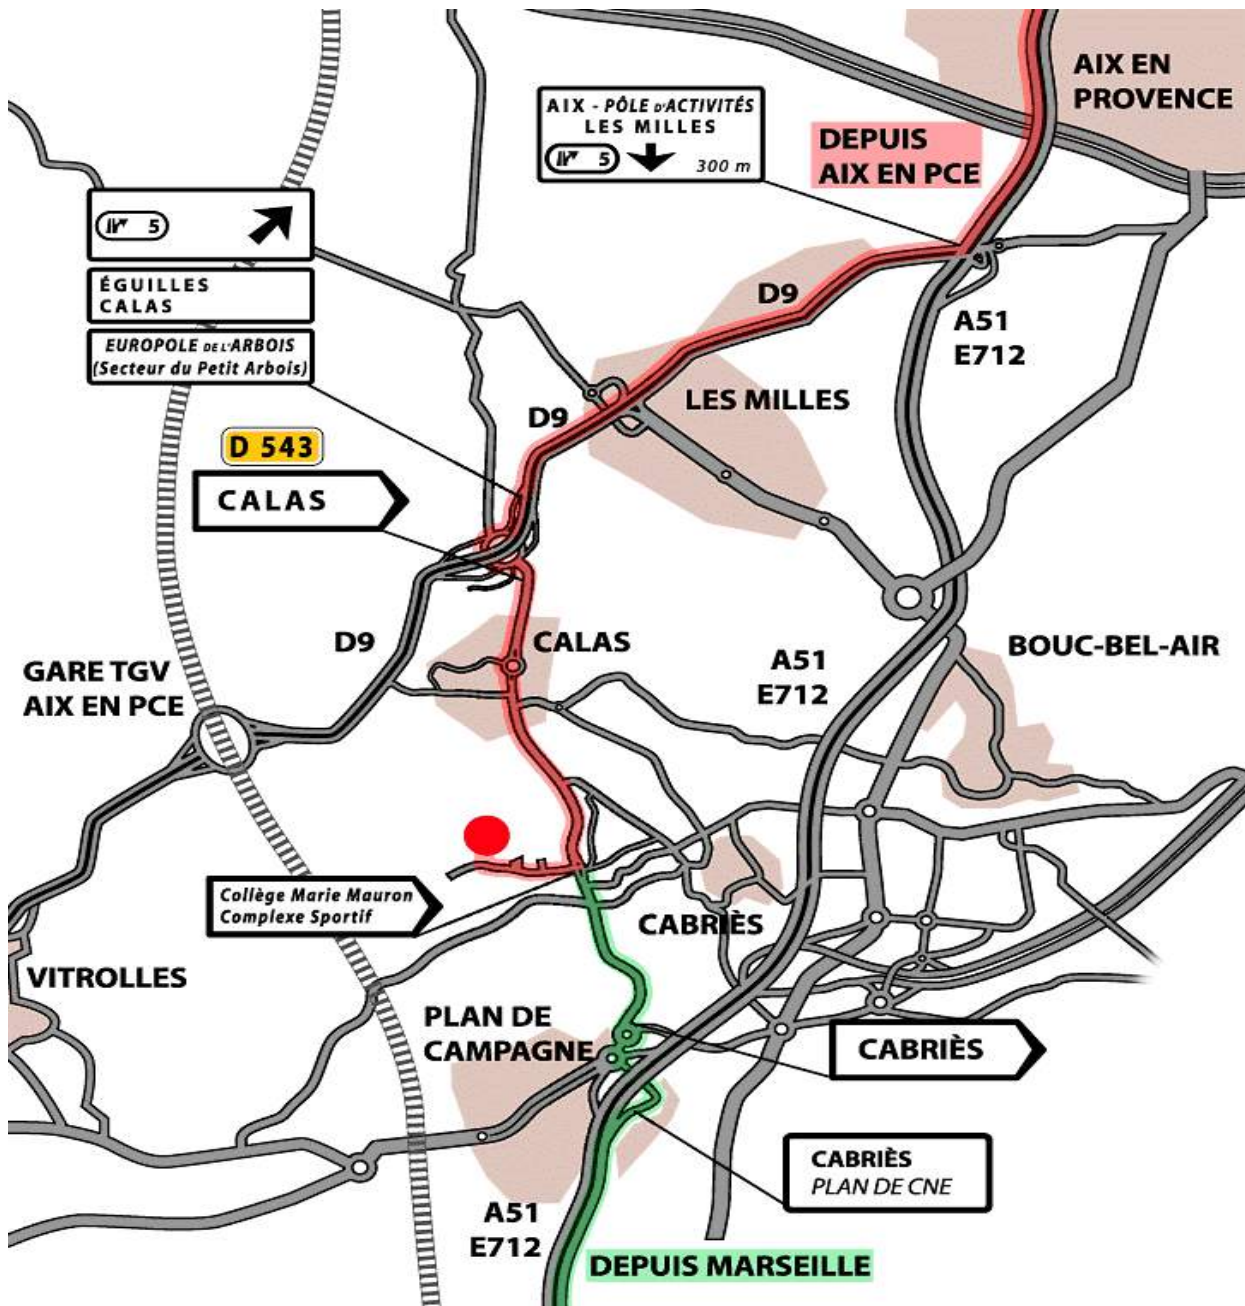 AIX EN
PROVENCE
AIX - PÔLE D'ACTIVITÉS
LES MILLES
5
300 m
DEPUIS
AIX EN PCE
5
ÉGUILLES
CALAS
EUROPOLE DE L'ARBOIS
(Secteur du Petit Arbois)
D9
A51
E712
LES MILLES
D9
D 543
CALAS
D9
CALAS
BOUC-BEL-AIR
A51
E712
GARE TGV
AIX EN PCE
Collège Marie Mauron
Complexe Sportif
CABRIÈS
VITROLLES
PLAN DE
CAMPAGNE
CABRIÈS
CABRIÈS
PLAN DE CNE
A51
E712
DEPUIS MARSEILLE